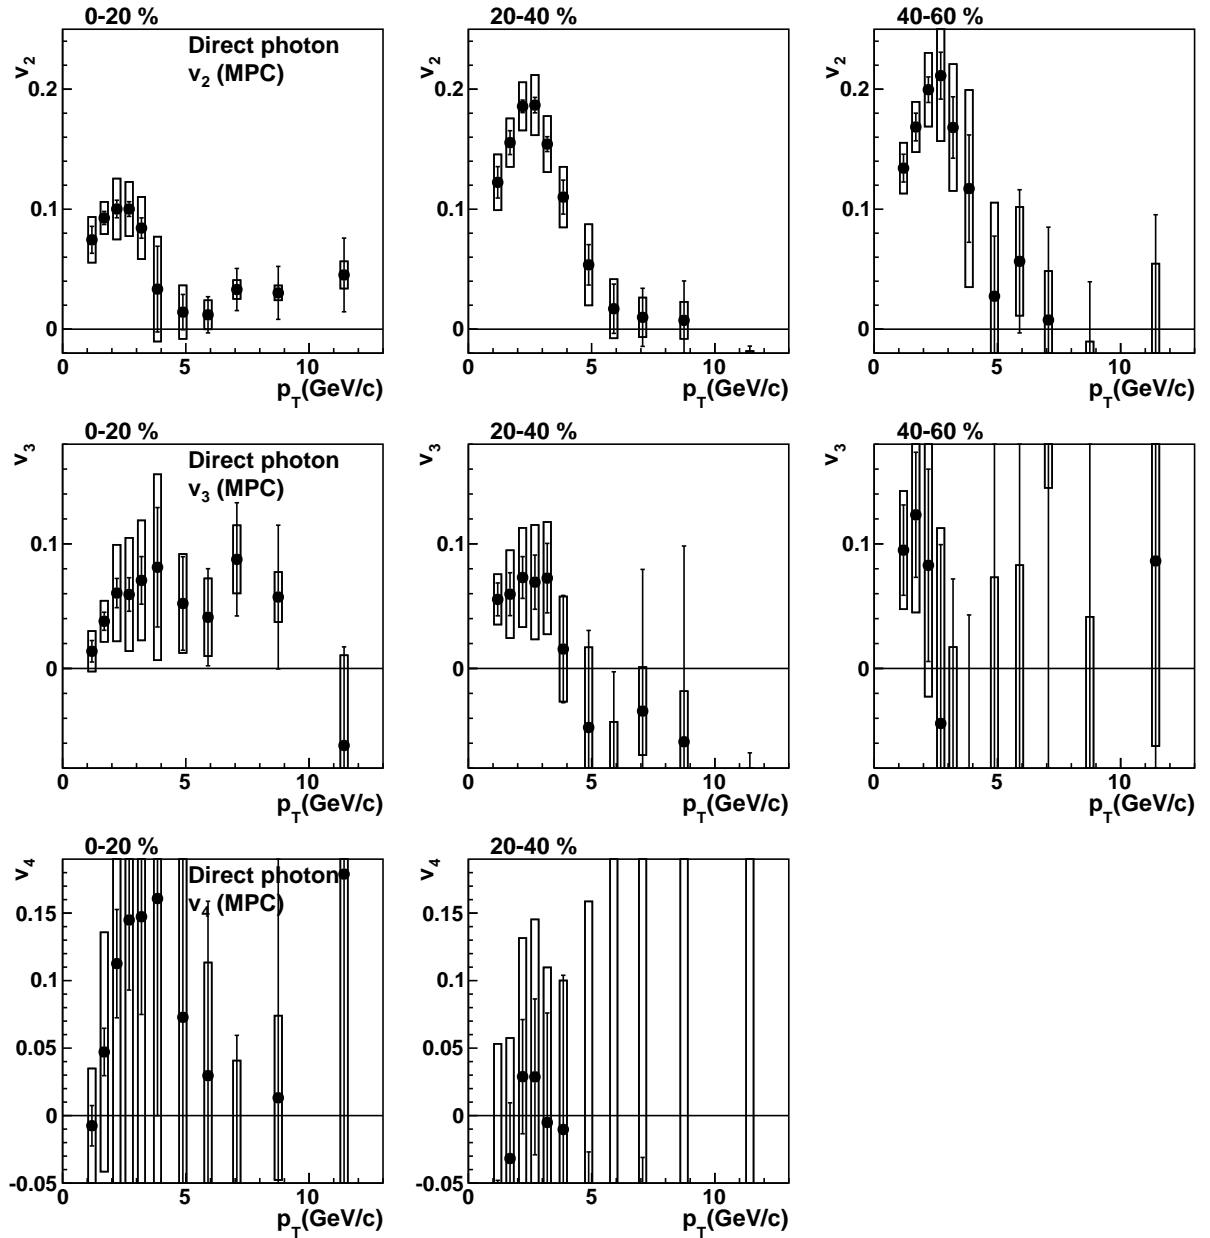 0-20 %
20-40 %
40-60 %
Direct photon
v2 (MPC)
v2
v2
v2
0.2
0.1
0
0.2
0.1
0
0.2
0.1
0
0 5 10
0 5 10
0 5 10
pT(GeV/c)
pT(GeV/c)
pT(GeV/c)
0-20 %
20-40 %
40-60 %
Direct photon
v3 (MPC)
v3
v3
v3
0.1
0
0.1
0
0.1
0
0 5 10
0 5 10
0 5 10
pT(GeV/c)
pT(GeV/c)
pT(GeV/c)
0-20 %
20-40 %
Direct photon
v4 (MPC)
v4
v4
0.15
0.1
0.05
0
-0.05
0.15
0.1
0.05
0
-0.05
0 5 10
0 5 10
pT(GeV/c)
pT(GeV/c)